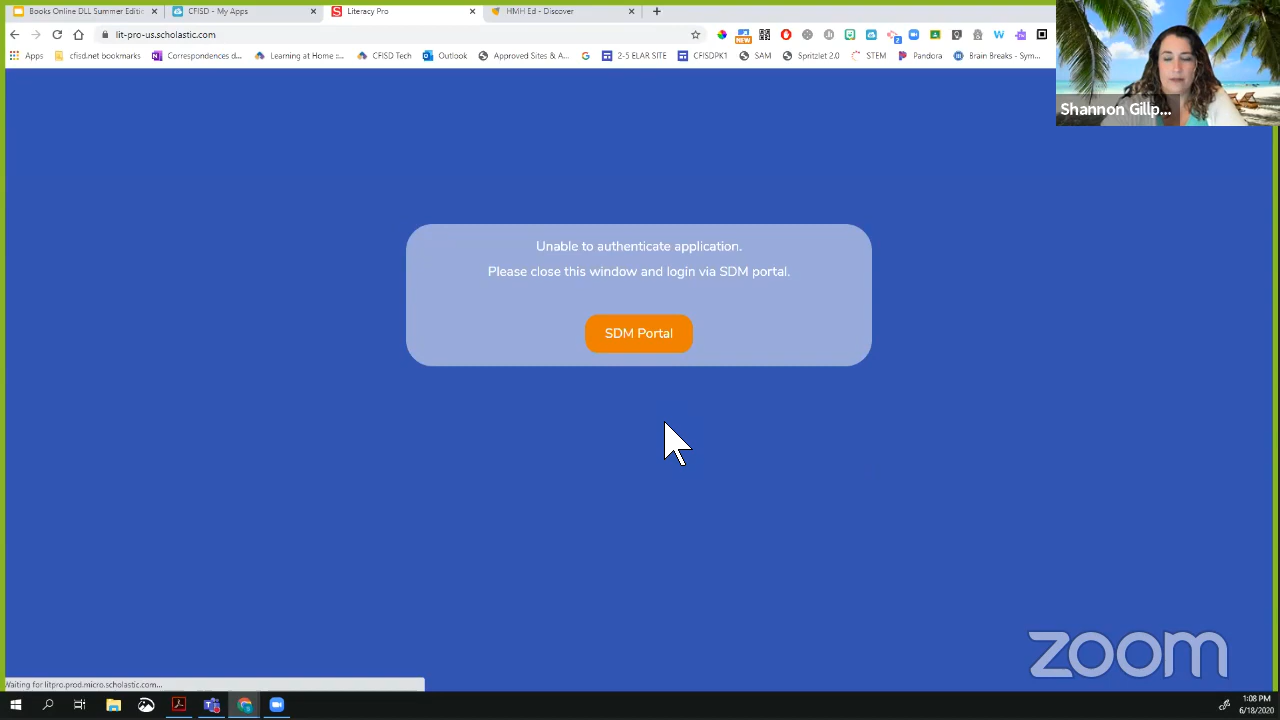 Books Online DLL Summer Editi
CFISD - My Apps
Literacy Pro
HMH Ed - Discover
lit-pro-us.scholastic.com
NEW
Apps
cfisd.net bookmarks
Correspondences d...
Learning at Home :...
CFISD Tech
Outlook
Approved Sites & A...
2-5 ELAR SITE
CFISDPK1
SAM
Spritzlet 2.0
STEM
Pandora
Brain Breaks - Sym...
Shannon Gillp...
Unable to authenticate application.
Please close this window and login via SDM portal.
SDM Portal
zoom
Waiting for litpro.prod.micro.scholastic.com...
1:08 PM
6/18/2020